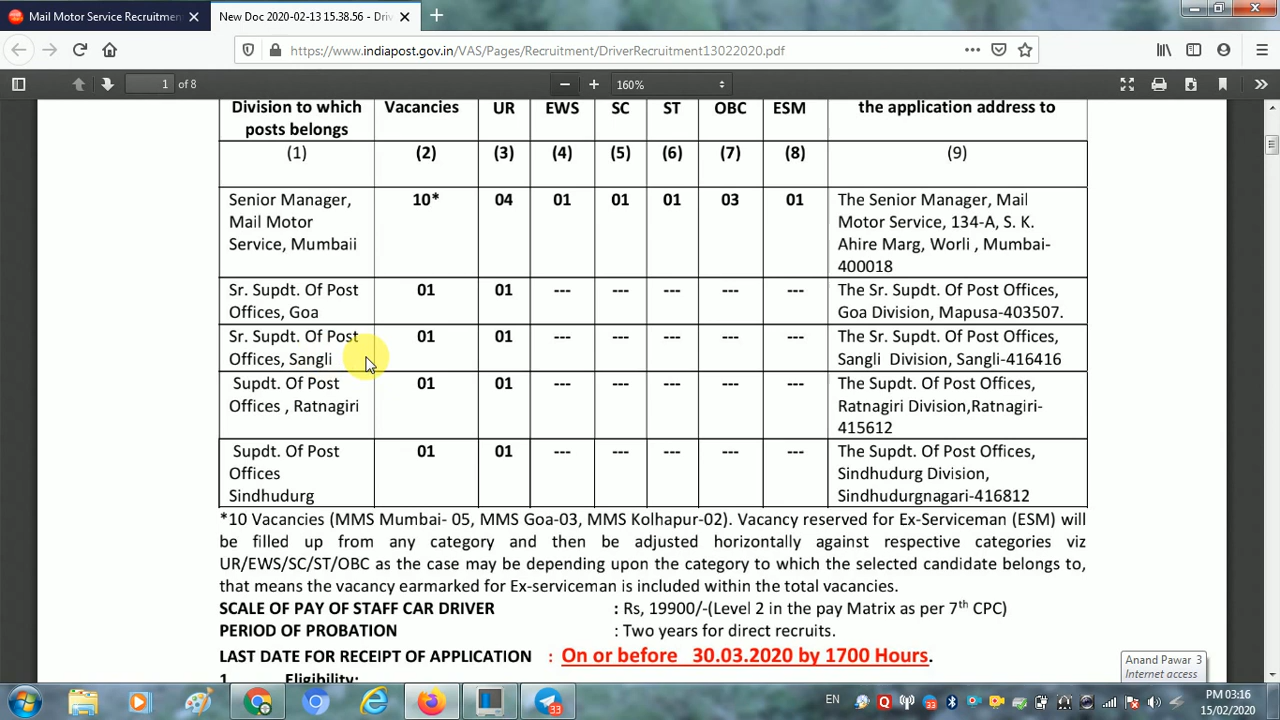 Mail Motor Service Recruitmen
New Doc 2020-02-13 15.38.56 - Driv
https://www.indiapost.gov.in/VAS/Pages/Recruitment/DriverRecruitment13022020.pdf
1 of 8
160%
Division to which Vacancies UR EWS SC ST OBC ESM the application address to
posts belongs
(1) (2) (3) (4) (5) (6) (7) (8) (9)
Senior Manager, 10* 04 01 01 01 03 01 The Senior Manager, Mail
Mail Motor Motor Service, 134-A, S. K.
Service, Mumbaii Ahire Marg, Worli , Mumbai-
400018
Sr. Supdt. Of Post 01 01 --- --- --- --- --- The Sr. Supdt. Of Post Offices,
Offices, Goa Goa Division, Mapusa-403507.
Sr. Supdt. Of Post 01 01 --- --- --- --- --- The Sr. Supdt. Of Post Offices,
Offices, Sangli Sangli Division, Sangli-416416
Supdt. Of Post 01 01 --- --- --- --- --- The Supdt. Of Post Offices,
Offices , Ratnagiri Ratnagiri Division,Ratnagiri-
415612
Supdt. Of Post 01 01 --- --- --- --- --- The Supdt. Of Post Offices,
Offices Sindhudurg Division,
Sindhudurg Sindhudurgnagari-416812
*10 Vacancies (MMS Mumbai- 05, MMS Goa-03, MMS Kolhapur-02). Vacancy reserved for Ex-Serviceman (ESM) will
be filled up from any category and then be adjusted horizontally against respective categories viz
UR/EWS/SC/ST/OBC as the case may be depending upon the category to which the selected candidate belongs to,
that means the vacancy earmarked for Ex-serviceman is included within the total vacancies.
SCALE OF PAY OF STAFF CAR DRIVER : Rs, 19900/-(Level 2 in the pay Matrix as per 7th CPC)
PERIOD OF PROBATION : Two years for direct recruits.
LAST DATE FOR RECEIPT OF APPLICATION : On or before 30.03.2020 by 1700 Hours.
1 Eligibility:
Anand Pawar 3
Internet access
33
EN
33
PM 03:16
15/02/2020